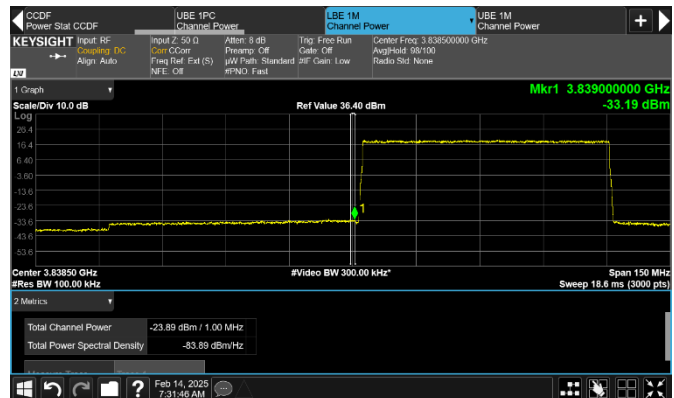 CCDF
Power Stat CCDF
UBE 1PC
Channel Power
LBE 1M
Channel Power
UBE 1M
Channel Power
+
KEYSIGHT
Input: RF
Coupling: DC
Align: Auto
Input Z: 50 Ω
Corr CCorr
Freq Ref: Ext (S)
NFE: Off
Atten: 8 dB
Preamp: Off
µW Path: Standard
#PNO: Fast
Trig: Free Run
Gate: Off
#IF Gain: Low
Center Freq: 3.838500000 GHz
Avg|Hold: 98/100
Radio Std: None
LXI
1 Graph
Mkr1 3.839000000 GHz
Scale/Div 10.0 dB
Ref Value 36.40 dBm
-33.19 dBm
Log
26.4
16.4
6.40
-3.60
-13.6
-23.6
-33.6
-43.6
-53.6
1
Center 3.83850 GHz
#Video BW 300.00 kHz*
Span 150 MHz
#Res BW 100.00 kHz
Sweep 18.6 ms (3000 pts)
2 Metrics
Total Channel Power -23.89 dBm / 1.00 MHz
Total Power Spectral Density -83.89 dBm/Hz
?
Feb 14, 2025
7:31:46 AM